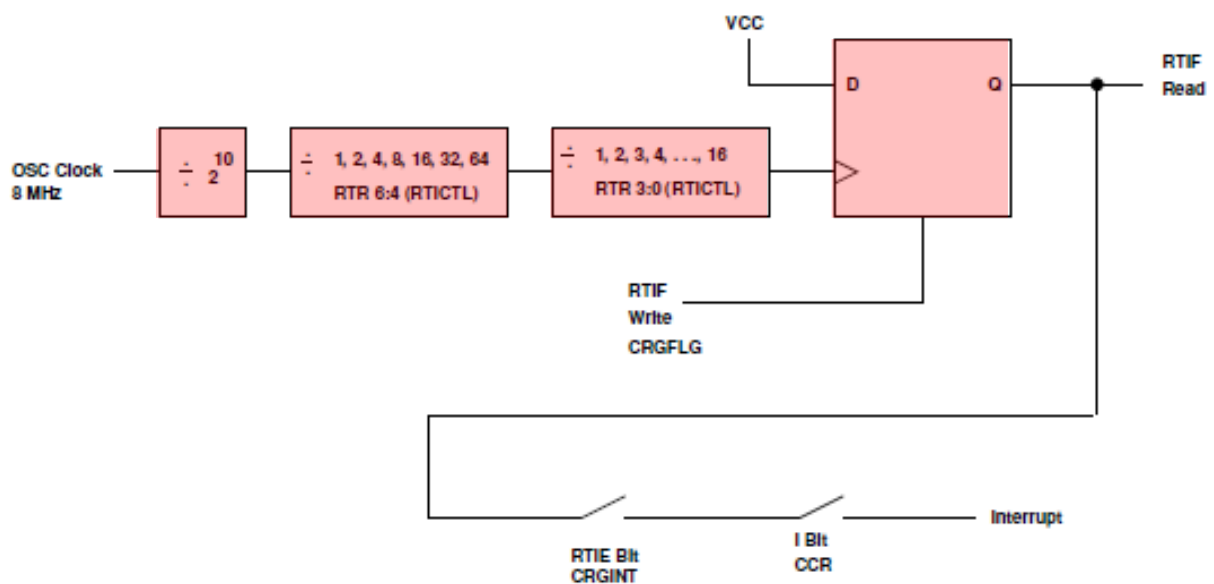 VCC
D
Q
RTIF
Read
OSC Clock
8 MHz
÷ 2 10
÷ 1, 2, 4, 8, 16, 32, 64
RTR 6:4 (RTICTL)
÷ 1, 2, 3, 4, . . ., 16
RTR 3:0 (RTICTL)
RTIF
Write
CRGFLG
RTIE Bit
CRGINT
I Bit
CCR
Interrupt